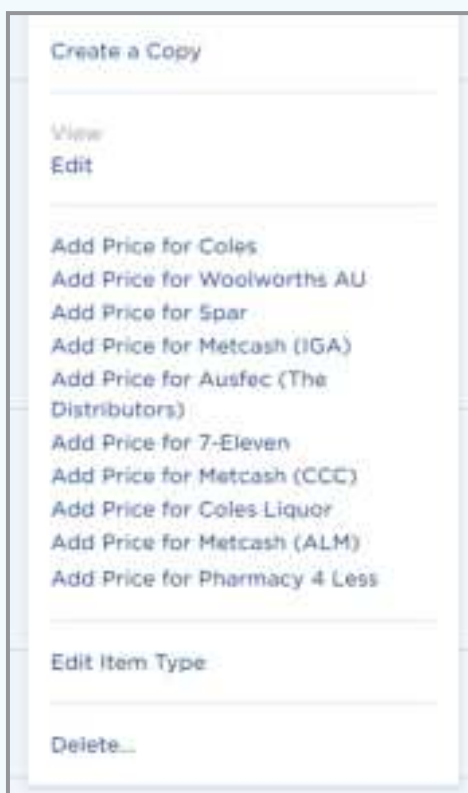 Create a Copy
View
Edit
Add Price for Coles
Add Price for Woolworths AU
Add Price for Spar
Add Price for Metcash (IGA)
Add Price for Ausfec (The
Distributors)
Add Price for 7-Eleven
Add Price for Metcash (CCC)
Add Price for Coles Liquor
Add Price for Metcash (ALM)
Add Price for Pharmacy 4 Less
Edit Item Type
Delete...